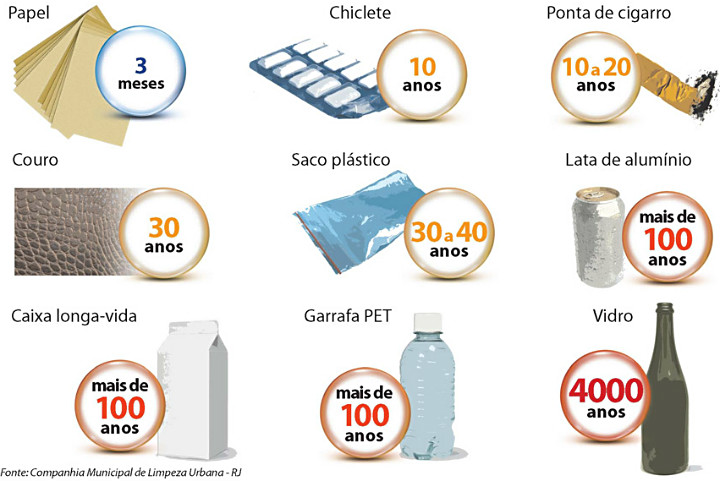 Papel
3
meses
Chiclete
10
anos
Ponta de cigarro
10 a 20
anos
Couro
30
anos
Saco plástico
30 a 40
anos
Lata de alumínio
mais de
100
anos
Caixa longa-vida
mais de
100
anos
Garrafa PET
mais de
100
anos
Vidro
4000
anos
Fonte: Companhia Municipal de Limpeza Urbana - RJ